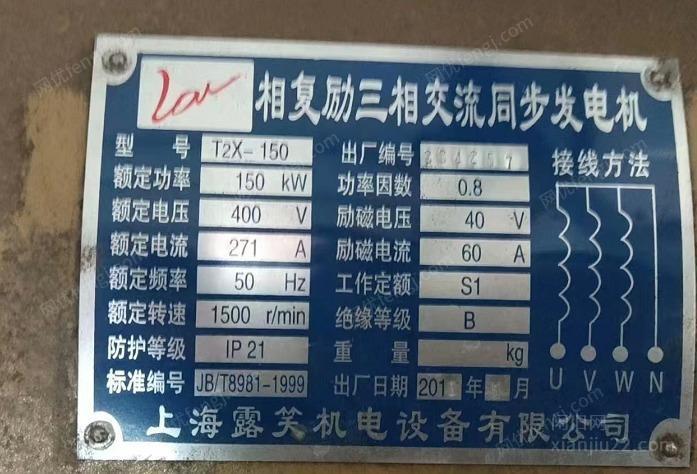 相复励三相交流同步发电机
型 号 T2X-150 出厂编号
额定功率 150 kW 功率因数 0.8
额定电压 400 V 励磁电压 40 V
额定电流 271 A 励磁电流 60 A
额定频率 50 Hz 工作定额 S1
额定转速 1500 r/min 绝缘等级 B
防护等级 IP 21 重 量 kg
标准编号 JB/T8981-1999 出厂日期 201 年 月
接线方法
U V W N
上海露笑机电设备有限公司
xianjiu22.com